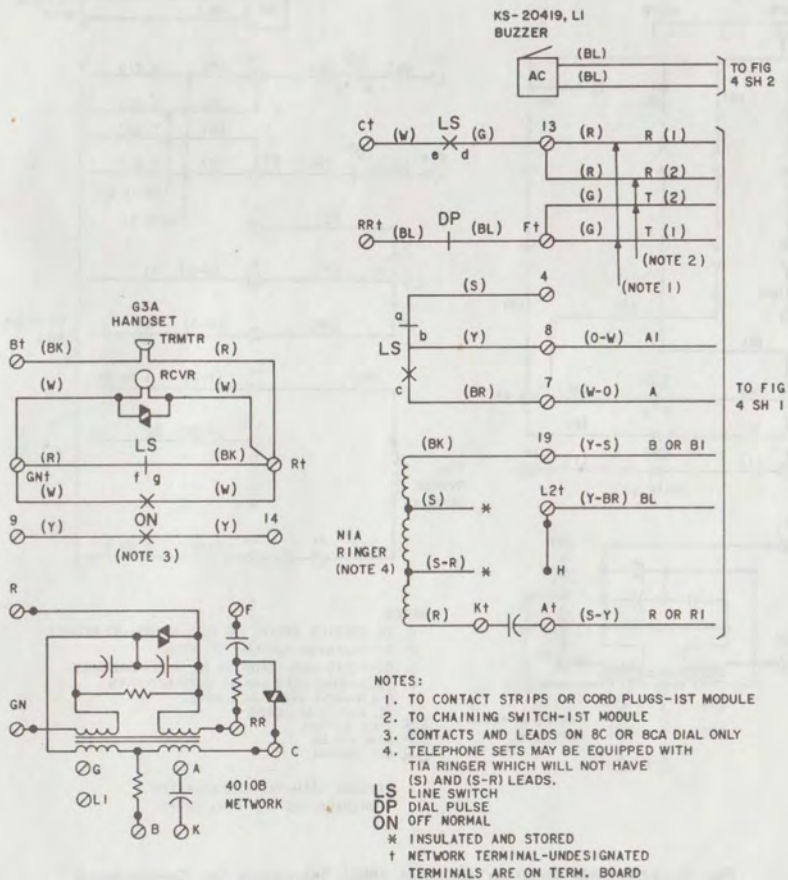 KS-20419, L1
BUZZER
AC
(BL)
(BL)
TO FIG
4 SH 2
C† (W) LS (G) 13 (R) R (1)
e d
(R) R (2)
(G) T (2)
RR† (BL) DP (BL) F† (G) T (1)
(NOTE 2)
(NOTE 1)
(S) 4
a
b
LS (Y) 8 (O-W) A1
c
(BR) 7 (W-O) A
TO FIG
4 SH 1
(BK) 19 (Y-S) B OR B1
(S) *
L2† (Y-BR) BL
N1A
RINGER
(NOTE 4)
(S-R) *
H
(R) K† A† (S-Y) R OR R1
G3A
HANDSET
B† (BK) TRMTR (R)
(W) RCVR (W)
LS
(R) f g (BK) R†
GN†
(W) (W)
9 (Y) ON (Y) 14
(NOTE 3)
R
F
GN
RR
C
G
A
L1
B
K
4010B
NETWORK
NOTES:
1. TO CONTACT STRIPS OR CORD PLUGS-1ST MODULE
2. TO CHAINING SWITCH-1ST MODULE
3. CONTACTS AND LEADS ON 8C OR 8CA DIAL ONLY
4. TELEPHONE SETS MAY BE EQUIPPED WITH
T1A RINGER WHICH WILL NOT HAVE
(S) AND (S-R) LEADS.
LS LINE SWITCH
DP DIAL PULSE
ON OFF NORMAL
* INSULATED AND STORED
† NETWORK TERMINAL-UNDESIGNATED
TERMINALS ARE ON TERM. BOARD